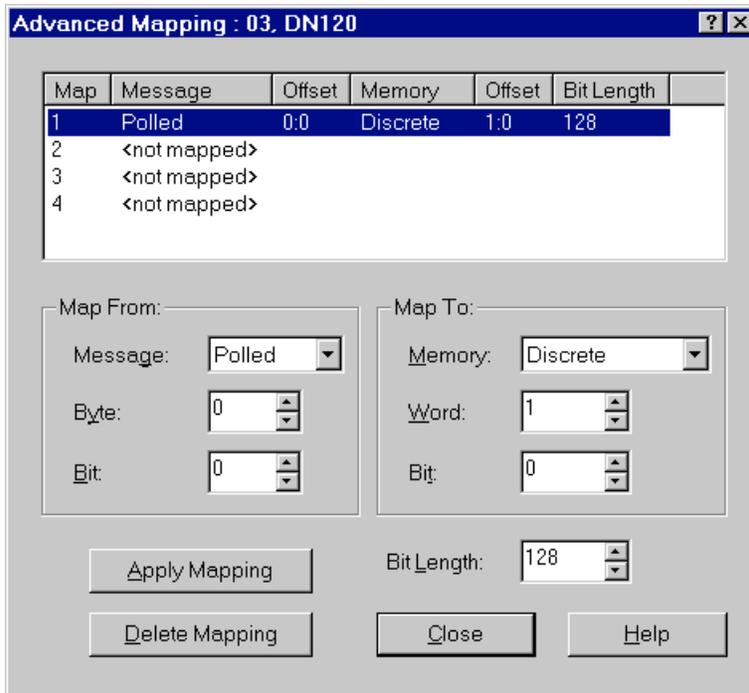 Advanced Mapping : 03, DN120
Map Message Offset Memory Offset Bit Length
1 Polled 0:0 Discrete 1:0 128
2 <not mapped>
3 <not mapped>
4 <not mapped>
Map From:
Message: Polled
Byte: 0
Bit: 0
Map To:
Memory: Discrete
Word: 1
Bit: 0
Apply Mapping
Bit Length: 128
Delete Mapping
Close
Help